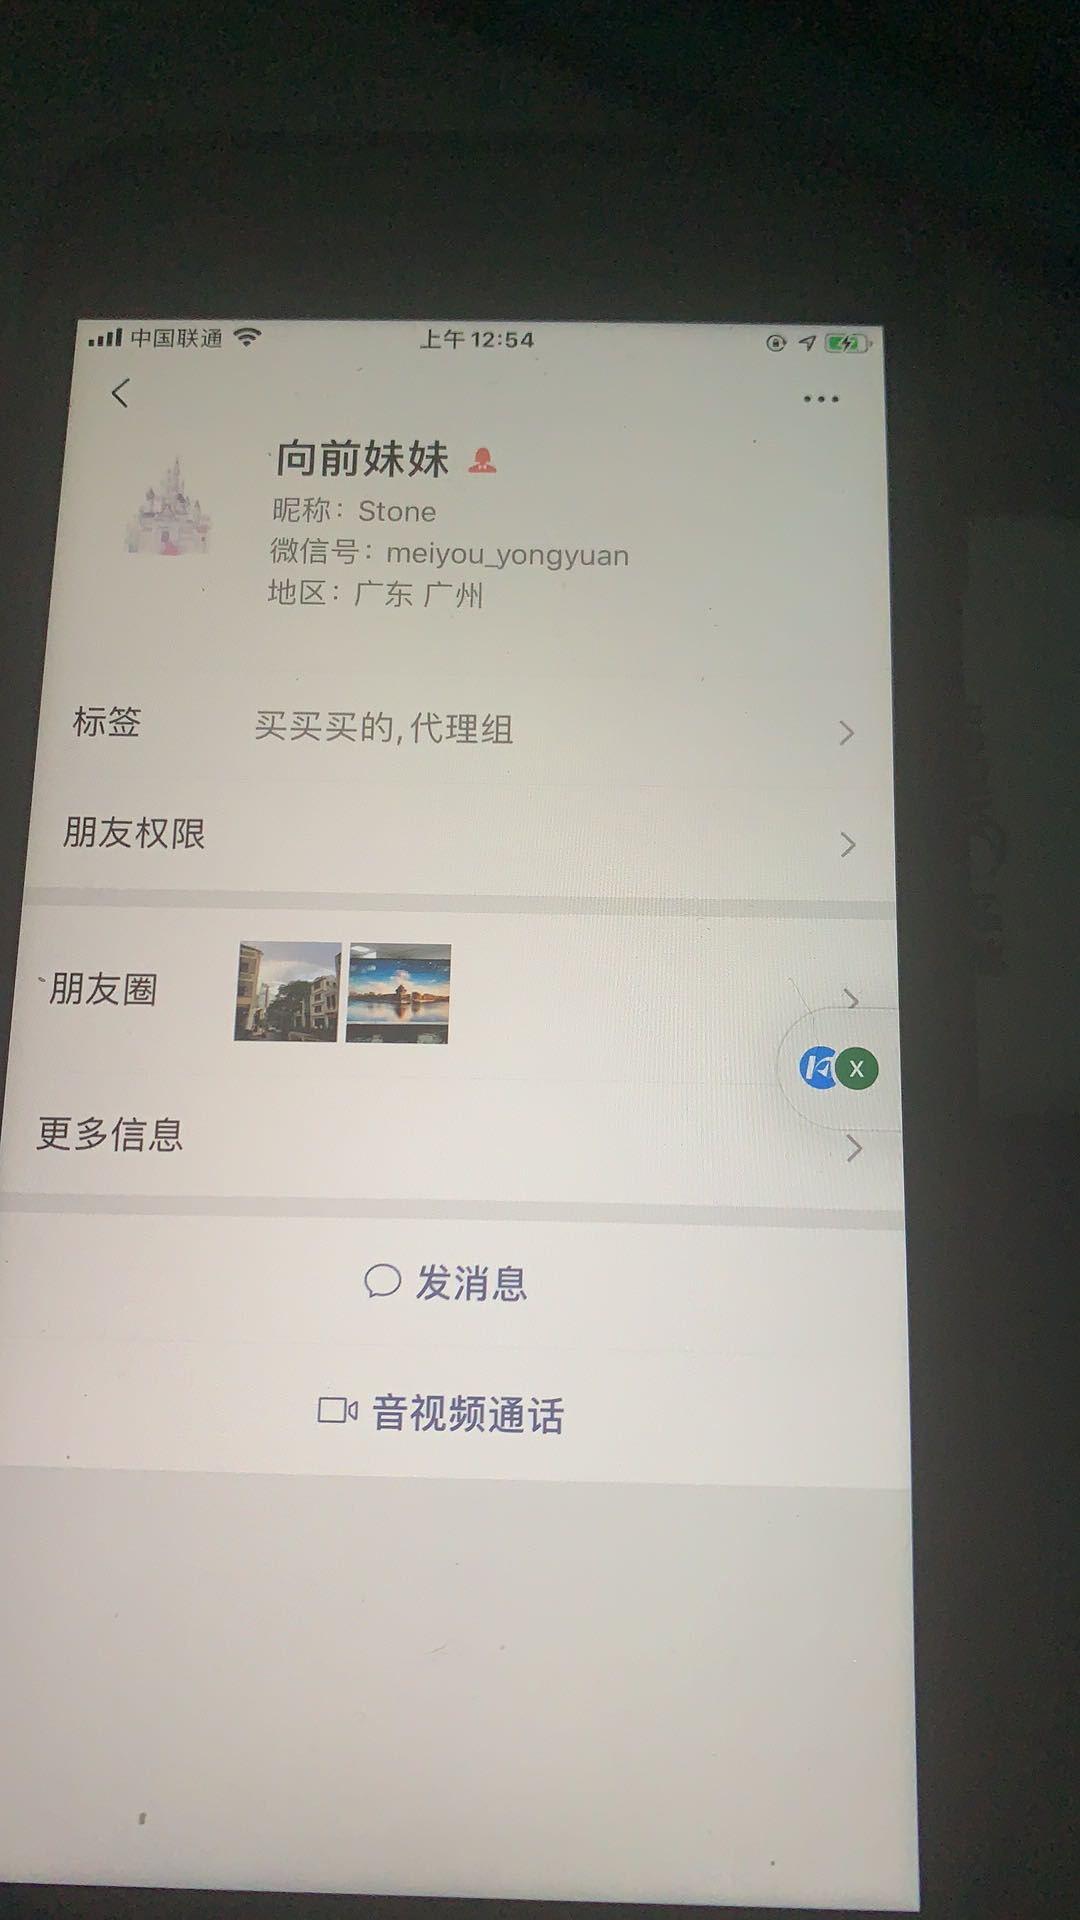 中国联通
上午12:54
向前妹妹
昵称：Stone
微信号：meiyou_yongyuan
地区：广东 广州
标签
买买买的,代理组
朋友权限
朋友圈
X
更多信息
发消息
音视频通话